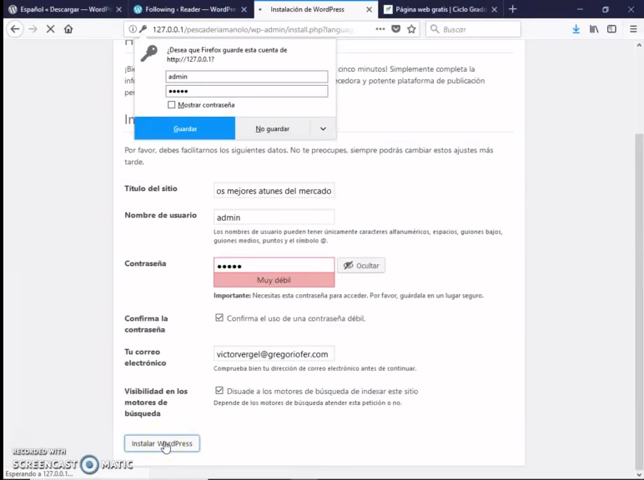 Español « Descargar — Word
Following ‹ Reader — WordPres
Instalación de WordPress
Página web gratis | Ciclo Grado
127.0.0.1/pescaderiamanolo/wp-admin/install.php?languag
Buscar
¿Desea que Firefox guarde esta cuenta de
http://127.0.0.1?
admin
•••••
Mostrar contraseña
Guardar
No guardar
cinco minutos! Simplemente completa la
ecedora y potente plataforma de publicación
Por favor, debes facilitarnos los siguientes datos. No te preocupes, siempre podrás cambiar estos ajustes más
tarde.
Título del sitio
os mejores atunes del mercado
Nombre de usuario
admin
Los nombres de usuario pueden tener únicamente caracteres alfanuméricos, espacios, guiones bajos,
guiones medios, puntos y el símbolo @.
Contraseña
•••••
Ocultar
Muy débil
Importante: Necesitas esta contraseña para acceder. Por favor, guárdala en un lugar seguro.
Confirma la
contraseña
Confirma el uso de una contraseña débil.
Tu correo
electrónico
victorvergel@gregoriofer.com
Comprueba bien tu dirección de correo electrónico antes de continuar.
Visibilidad en los
motores de
búsqueda
Disuade a los motores de búsqueda de indexar este sitio
Depende de los motores de búsqueda atender esta petición o no.
Instalar WordPress
RECORDED WITH
SCREENCAST MATIC
Esperando a 127.0.0.1...